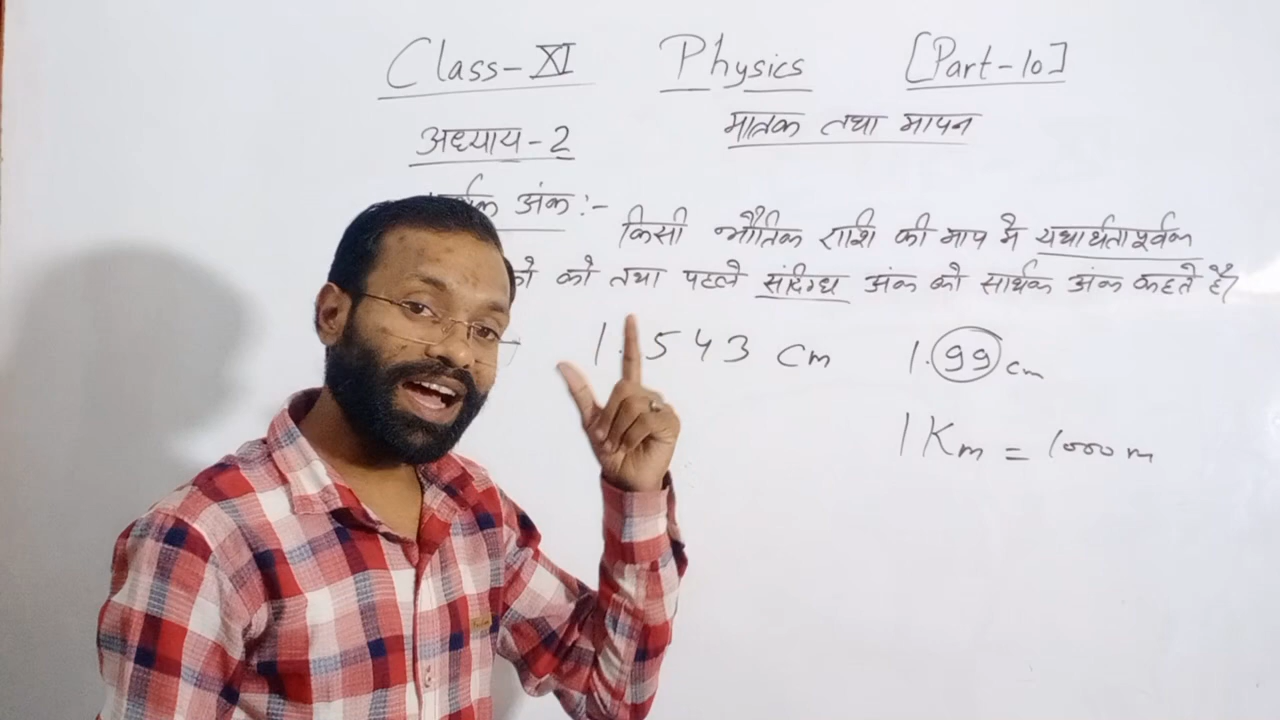 Class-XI Physics [Part-10]
अध्याय-2 मात्रक तथा मापन
अंक :-
किसी भौतिक राशि की माप में यथार्थतापूर्वक
को तथा पहले संदिग्ध अंक को सार्थक अंक कहते है/
1.543 cm 1.99 cm
1 Km = 1000 m